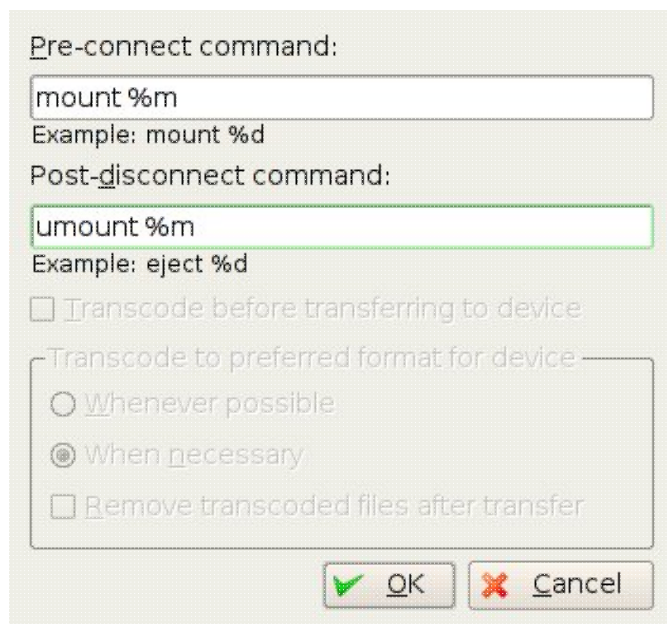 Pre-connect command:
mount %m
Example: mount %d
Post-disconnect command:
umount %m
Example: eject %d
Transcode before transferring to device
Transcode to preferred format for device
Whenever possible
When necessary
Remove transcoded files after transfer
OK Cancel